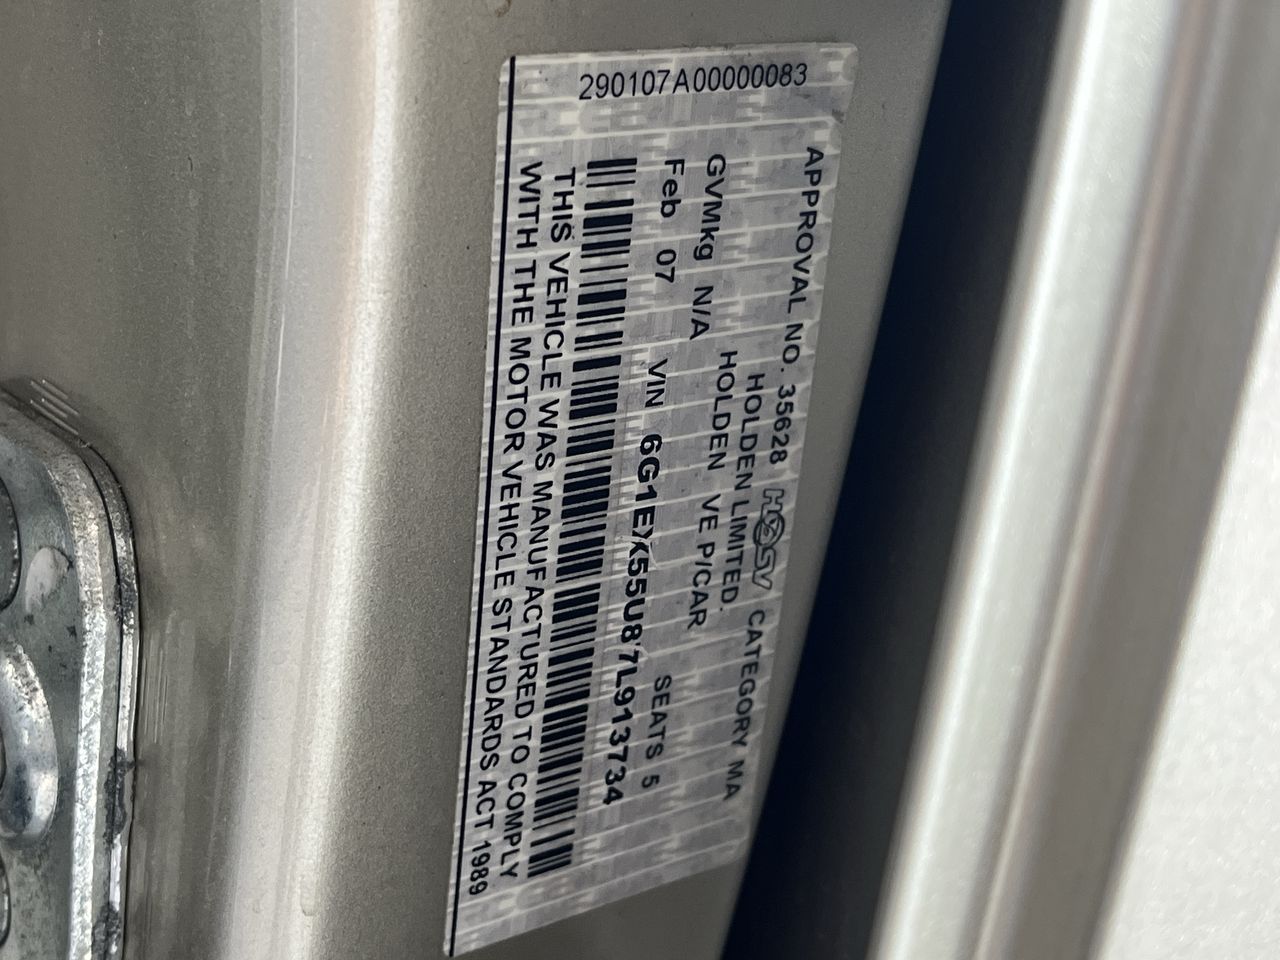 290107A00000083
APPROVAL NO. 35628 HOLDEN HSV CATEGORY MA
HOLDEN LIMITED.
GVMkg N/A HOLDEN VE P/CAR
Feb 07 SEATS 5
VIN 6G1EX55U87L913734
THIS VEHICLE WAS MANUFACTURED TO COMPLY
WITH THE MOTOR VEHICLE STANDARDS ACT 1989